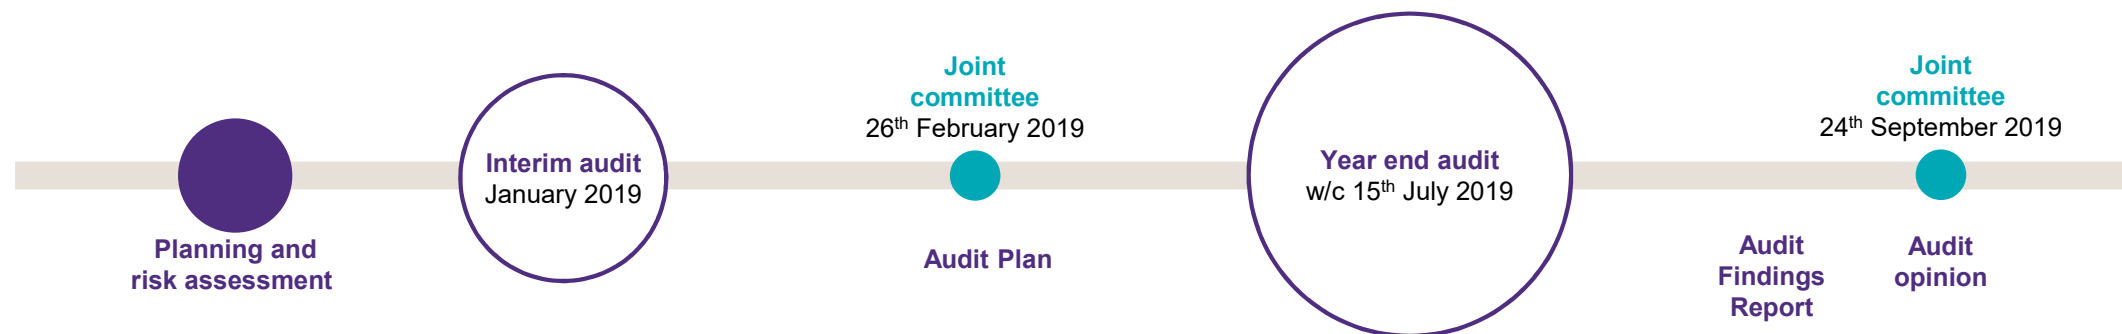 Planning and
risk assessment
Interim audit
January 2019
Joint
committee
26th February 2019
Audit Plan
Year end audit
w/c 15th July 2019
Joint
committee
24th September 2019
Audit
Findings
Report
Audit
opinion